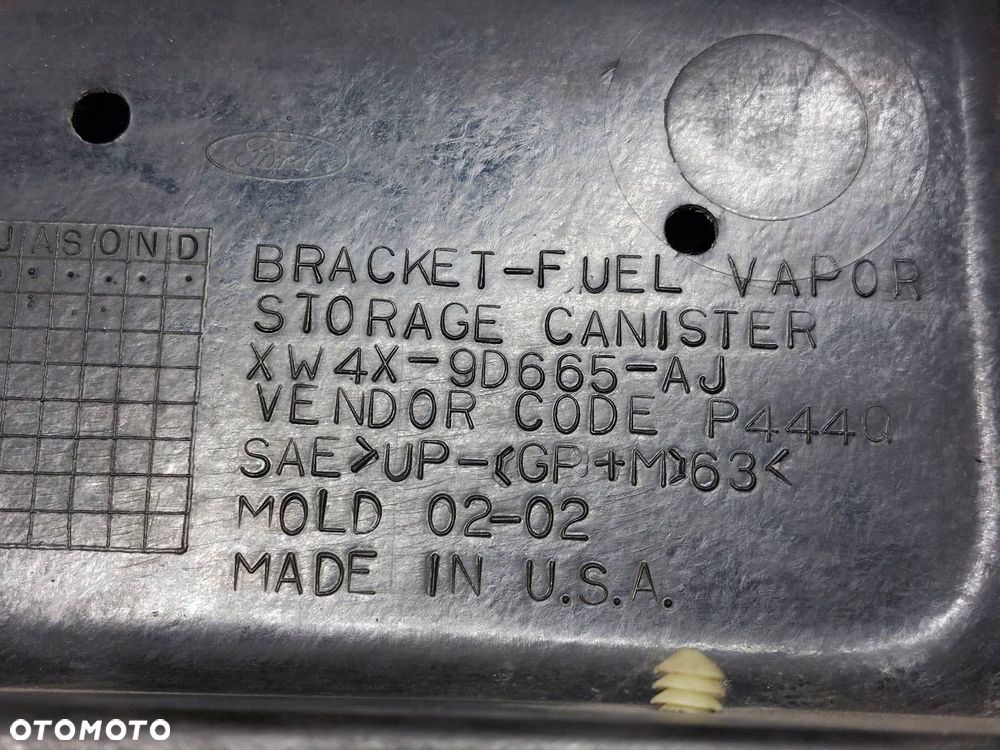 Ford
JASOND
BRACKET-FUEL VAPOR
STORAGE CANISTER
XW4X-9D665-AJ
VENDOR CODE P444Q
SAE>UP-(GP+M)63<
MOLD 02-02
MADE IN U.S.A.
OTOMOTO